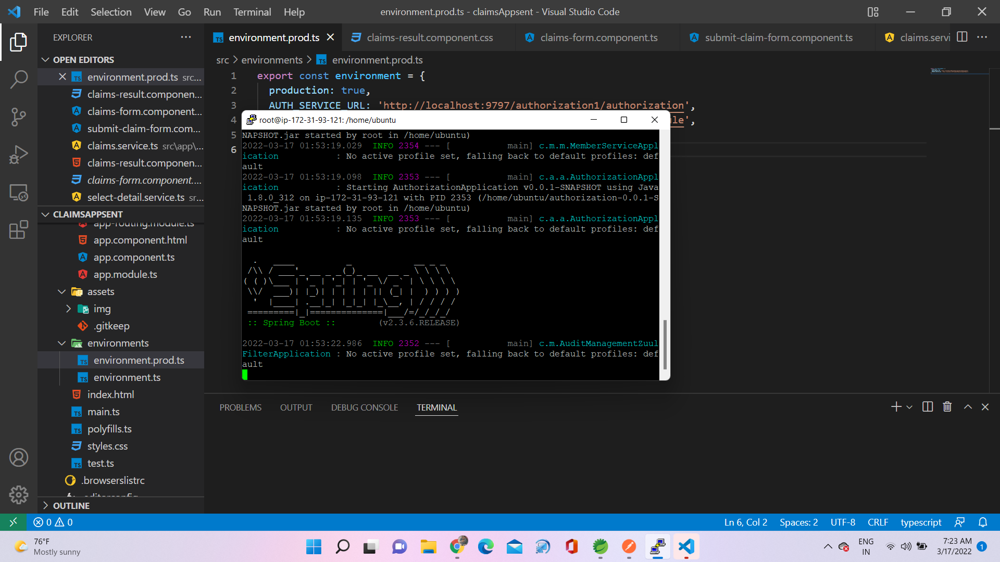 File Edit Selection View Go Run Terminal Help
environment.prod.ts - claimsAppsent - Visual Studio Code
EXPLORER
OPEN EDITORS
environment.prod.ts src...
claims-result.componen...
claims-form.component...
submit-claim-form.com...
claims.service.ts src\app\...
claims-result.componen...
claims-form.component....
select-detail.service.ts sr...
CLAIMSAPPSENT
app-routing.module.ts
app.component.html
app.component.ts
app.module.ts
assets
img
.gitkeep
environments
environment.prod.ts
environment.ts
index.html
main.ts
polyfills.ts
styles.css
test.ts
.browserslistrc
.editorconfig
OUTLINE
environment.prod.ts claims-result.component.css claims-form.component.ts submit-claim-form.component.ts claims.servi
src > environments > environment.prod.ts
1 export const environment = {
2 production: true,
3 AUTH_SERVICE_URL: 'http://localhost:9797/authorization1/authorization',
4 le',
5
6
root@ip-172-31-93-121: /home/ubuntu
NAPSHOT.jar started by root in /home/ubuntu)
2022-03-17 01:53:19.029 INFO 2354 --- [ main] c.m.m.MemberServiceAppl
ication : No active profile set, falling back to default profiles: def
ault
2022-03-17 01:53:19.098 INFO 2353 --- [ main] c.a.a.AuthorizationAppl
ication : Starting AuthorizationApplication v0.0.1-SNAPSHOT using Java
1.8.0_312 on ip-172-31-93-121 with PID 2353 (/home/ubuntu/authorization-0.0.1-S
NAPSHOT.jar started by root in /home/ubuntu)
2022-03-17 01:53:19.135 INFO 2353 --- [ main] c.a.a.AuthorizationAppl
ication : No active profile set, falling back to default profiles: def
ault
Spring
:: Spring Boot :: (v2.3.6.RELEASE)
2022-03-17 01:53:22.986 INFO 2352 --- [ main] c.m.AuditManagementZuul
FilterApplication : No active profile set, falling back to default profiles: def
ault
PROBLEMS OUTPUT DEBUG CONSOLE TERMINAL
0 0
Ln 6, Col 2 Spaces: 2 UTF-8 CRLF typescript
76°F
Mostly sunny
ENG
IN
7:23 AM
3/17/2022
1